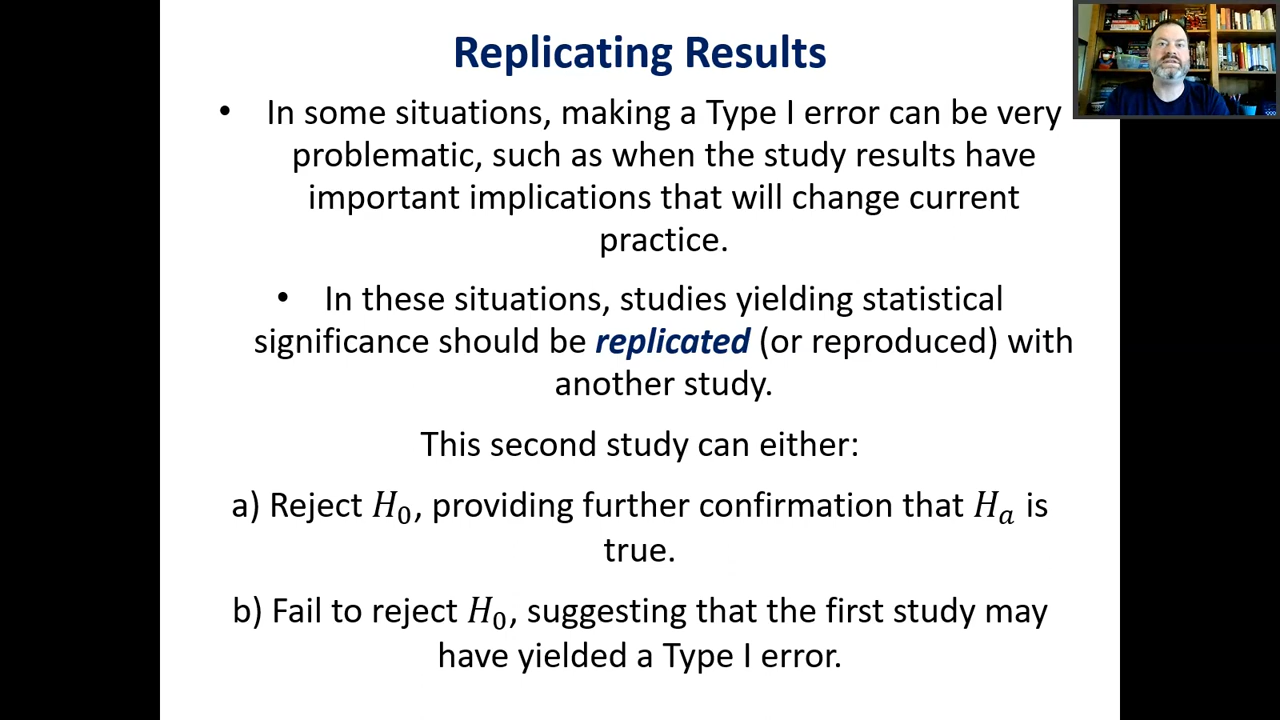 Replicating Results
• In some situations, making a Type I error can be very
problematic, such as when the study results have
important implications that will change current
practice.
• In these situations, studies yielding statistical
significance should be replicated (or reproduced) with
another study.
This second study can either:
a) Reject H₀, providing further confirmation that Hₐ is
true.
b) Fail to reject H₀, suggesting that the first study may
have yielded a Type I error.